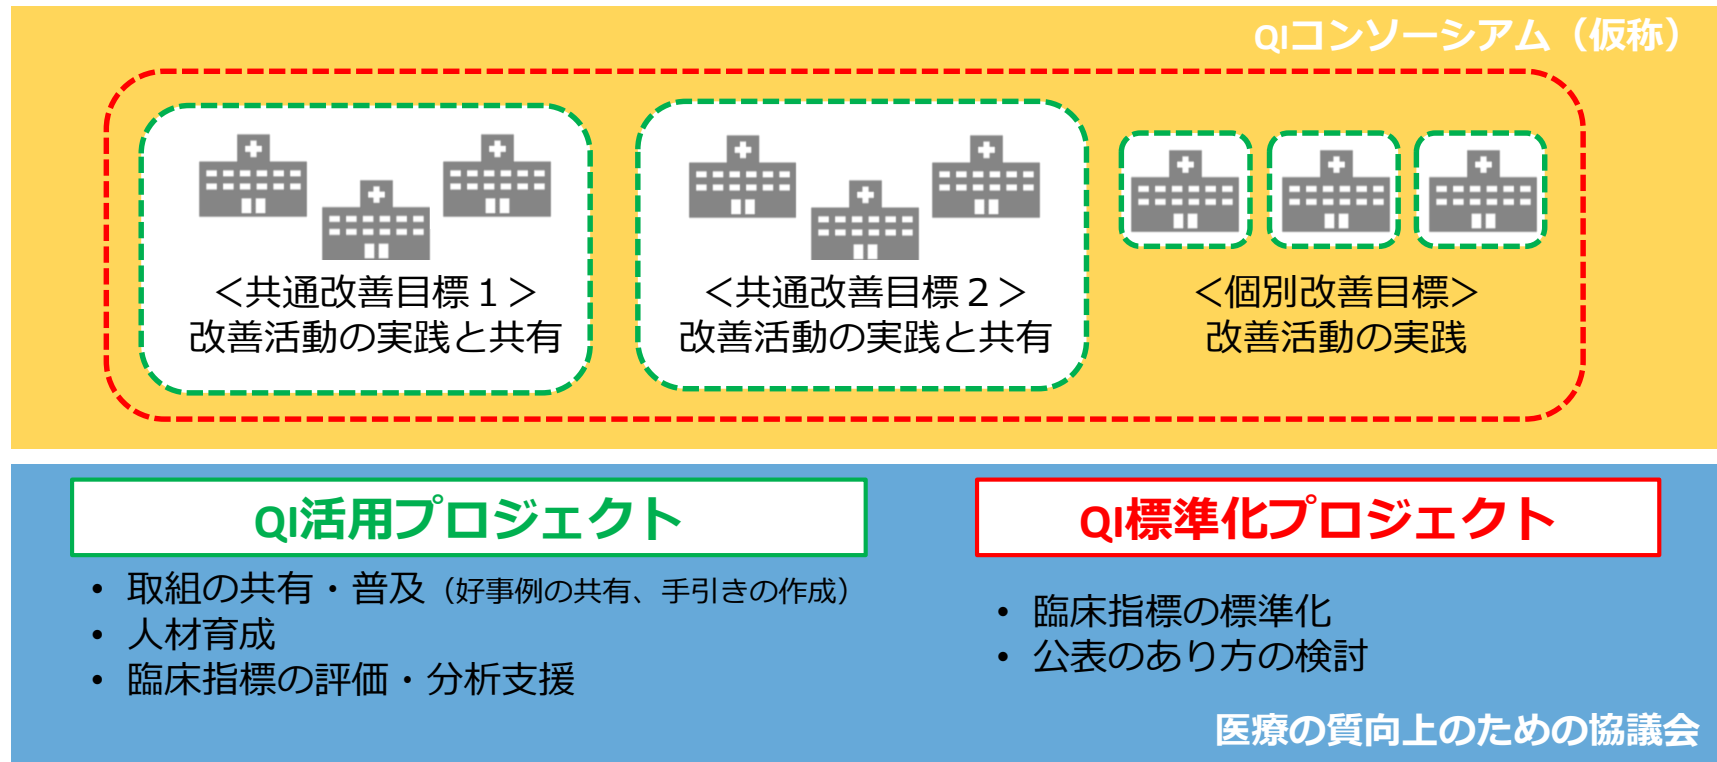 QIコンソーシアム（仮称）
＜共通改善目標１＞
改善活動の実践と共有
＜共通改善目標２＞
改善活動の実践と共有
＜個別改善目標＞
改善活動の実践
QI活用プロジェクト
• 取組の共有・普及（好事例の共有、手引きの作成）
• 人材育成
• 臨床指標の評価・分析支援
QI標準化プロジェクト
• 臨床指標の標準化
• 公表のあり方の検討
医療の質向上のための協議会